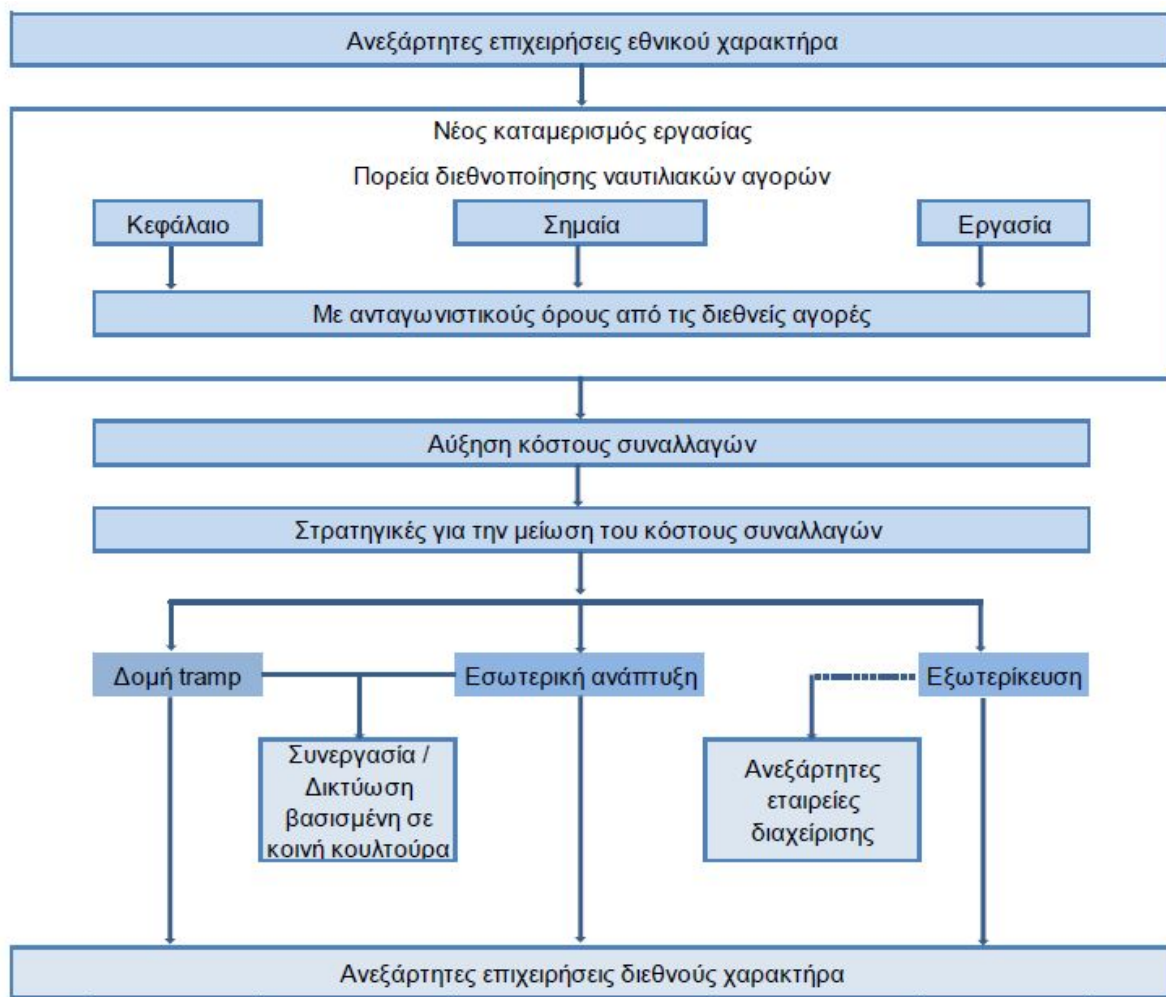 Ανεξάρτητες επιχειρήσεις εθνικού χαρακτήρα
Νέος καταμερισμός εργασίας
Πορεία διεθνοποίησης ναυτιλιακών αγορών
Κεφάλαιο
Σημαία
Εργασία
Με ανταγωνιστικούς όρους από τις διεθνείς αγορές
Αύξηση κόστους συναλλαγών
Στρατηγικές για την μείωση του κόστους συναλλαγών
Δομή tramp
Εσωτερική ανάπτυξη
Εξωτερίκευση
Συνεργασία /
Δικτύωση
βασισμένη σε
κοινή κουλτούρα
Ανεξάρτητες
εταιρείες
διαχείρισης
Ανεξάρτητες επιχειρήσεις διεθνούς χαρακτήρα